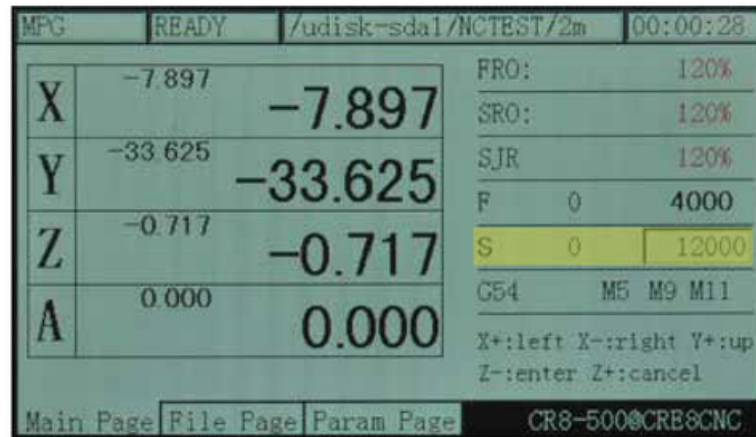 MPG READY /udisk-sda1/NCTEST/2m 00:00:28
X -7.897 -7.897
Y -33.625 -33.625
Z -0.717 -0.717
A 0.000 0.000
FRO: 120%
SRO: 120%
SJR 120%
F 0 4000
S 0 12000
G54 M5 M9 M11
X+:left X-:right Y+:up
Z-:enter Z+:cancel
Main Page File Page Param Page CR8-500@CRE8CNC